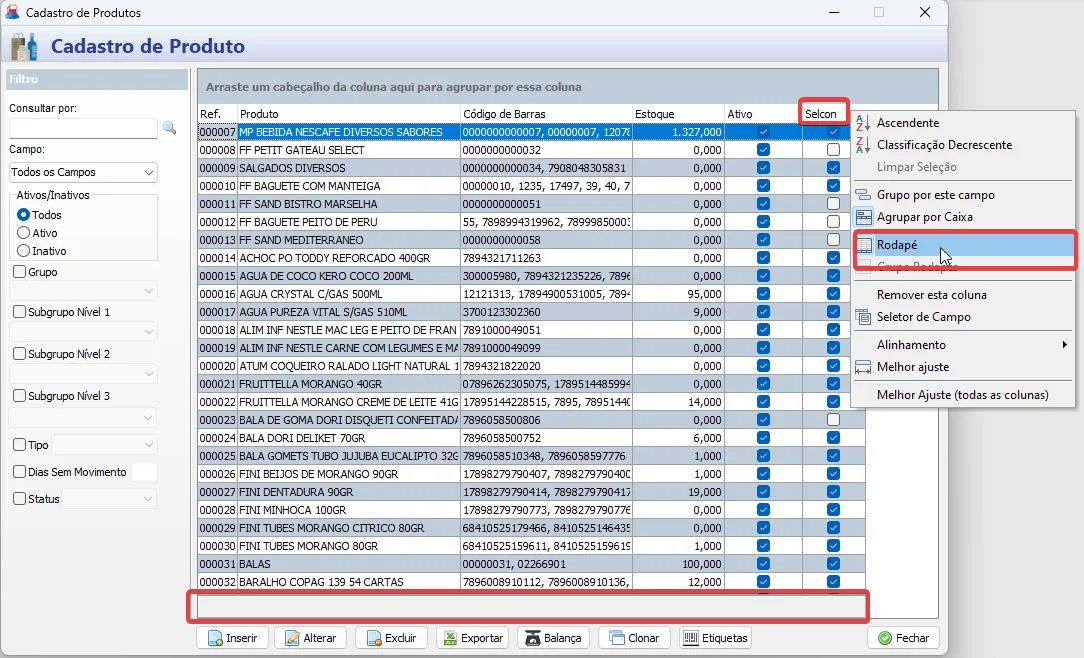 Cadastro de Produtos
Cadastro de Produto
Filtro
Consultar por:
Campo:
Todos os Campos
Ativos/Inativos
Todos
Ativo
Inativo
Grupo
Subgrupo Nível 1
Subgrupo Nível 2
Subgrupo Nível 3
Tipo
Dias Sem Movimento
Status
Arraste um cabeçalho da coluna aqui para agrupar por essa coluna
Ref. Produto Código de Barras Estoque Ativo Selcon
000007 MP BEBIDA NESCAFE DIVERSOS SABORES 0000000000007, 00000007, 12078 1.327,000
000008 FF PETIT GATEAU SELECT 0000000000032 0,000
000009 SALGADOS DIVERSOS 0000000000034, 7908048305831 0,000
000010 FF BAGUETE COM MANTEIGA 00000010, 1235, 17497, 39, 40, 7 0,000
000011 FF SAND BISTRO MARSELHA 0000000000051 0,000
000012 FF BAGUETE PEITO DE PERU 55, 7898994319962, 78999850003 0,000
000013 FF SAND MEDITERRANEO 0000000000058 0,000
000014 ACHOC PO TODDY REFORCADO 400GR 7894321711263 0,000
000015 AGUA DE COCO KERO COCO 200ML 300005980, 7894321235226, 7896 0,000
000016 AGUA CRYSTAL C/GAS 500ML 12121313, 17894900531005, 7894 95,000
000017 AGUA PUREZA VITAL S/GAS 510ML 3700123302360 9,000
000018 ALIM INF NESTLE MAC LEG E PEITO DE FRAN 7891000049051 0,000
000019 ALIM INF NESTLE CARNE COM LEGUMES E MA 7891000049099 0,000
000020 ATUM COQUEIRO RALADO LIGHT NATURAL 1 7894321822020 0,000
000021 FRUITTELLA MORANGO 40GR 07896262305075, 1789514485994 0,000
000022 FRUITTELLA MORANGO CREME DE LEITE 41G 17895144228715, 7895, 7895144 14,000
000023 BALA DE GOMA DORI DISQUETI CONFEITADA 7896058500806 0,000
000024 BALA DORI DELIKET 70GR 7896058500752 6,000
000025 BALA GOMETS TUBO JUJUBA EUCALIPTO 32G 7896058510348, 7896058597776 1,000
000026 FINI BEIJOS DE MORANGO 90GR 17898279790407, 7898279790400 1,000
000027 FINI DENTADURA 90GR 17898279790414, 7898279790417 19,000
000028 FINI MINHOCA 100GR 17898279790773, 7898279790776 0,000
000029 FINI TUBES MORANGO CITRICO 80GR 68410525179466, 8410525146435 0,000
000030 FINI TUBES MORANGO 80GR 68410525159611, 8410525159619 1,000
000031 BALAS 00000031, 02266901 100,000
000032 BARALHO COPAG 139 54 CARTAS 7896008910112, 7896008910136, 12,000
Inserir Alterar Excluir Exportar Balança Clonar Etiquetas Fechar
Ascendente
Classificação Decrescente
Limpar Seleção
Grupo por este campo
Agrupar por Caixa
Rodapé
Grupo Rodapés
Remover esta coluna
Seletor de Campo
Alinhamento
Melhor ajuste
Melhor Ajuste (todas as colunas)